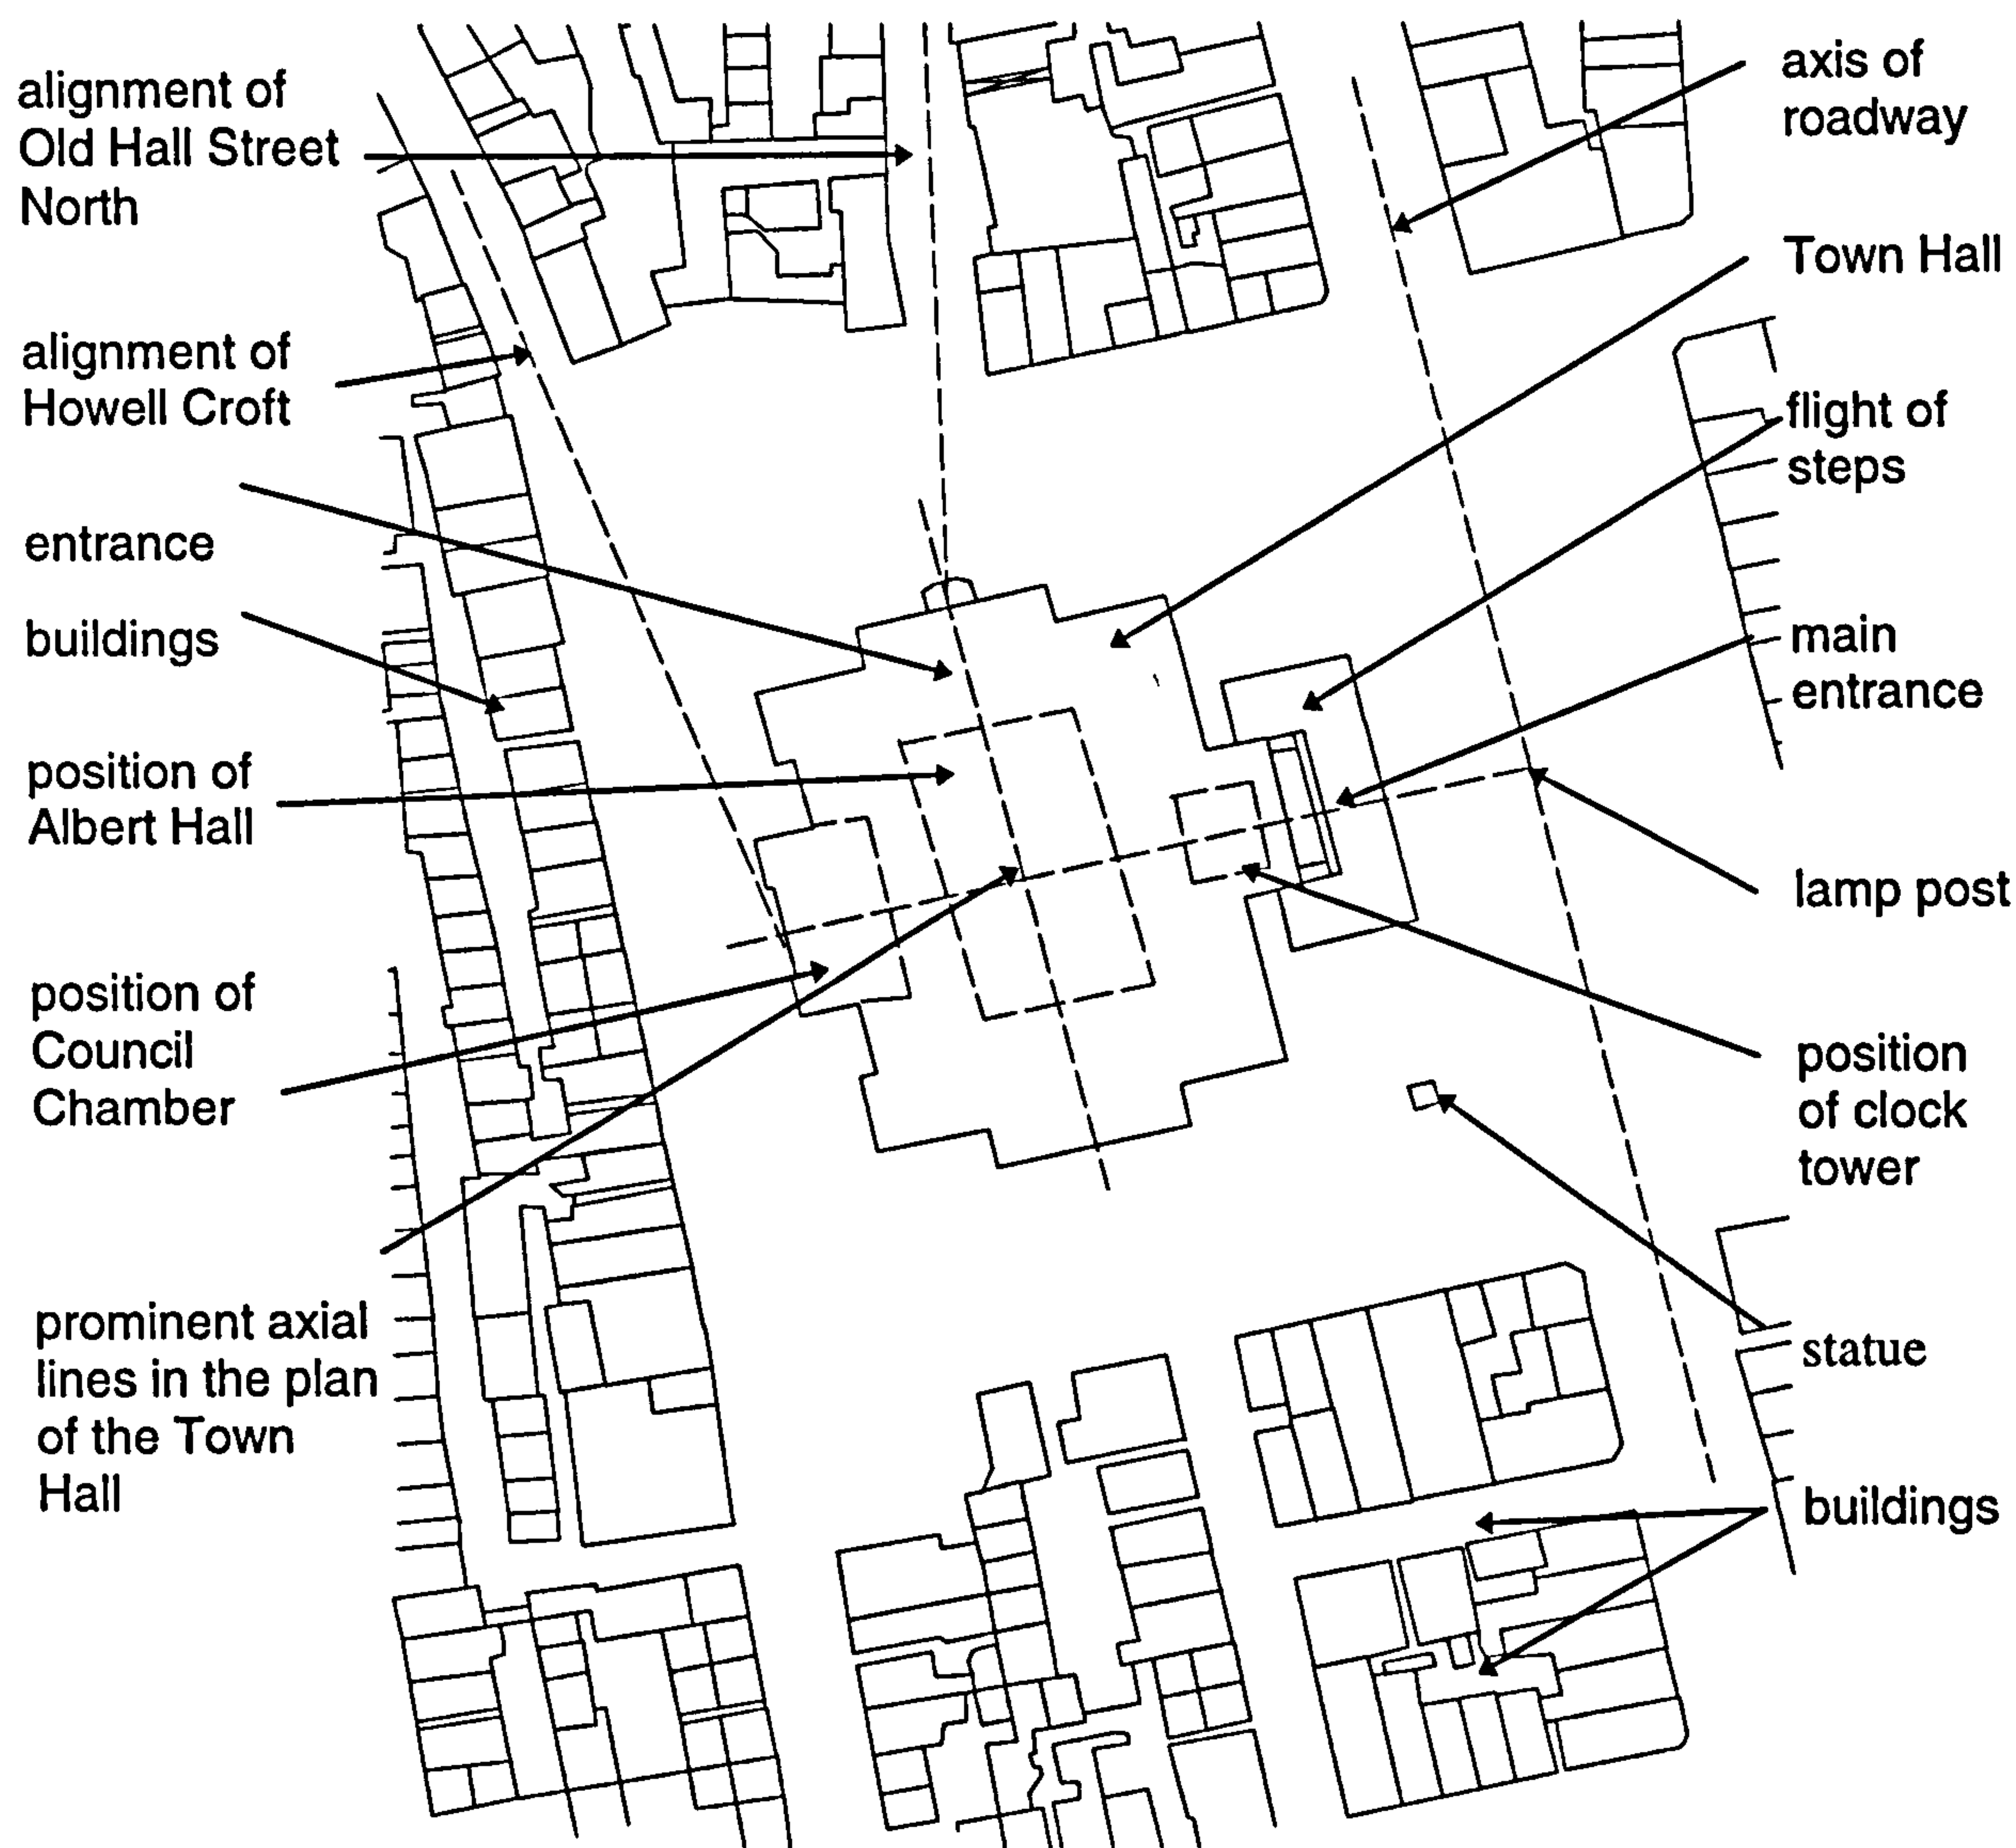 alignment of
Old Hall Street
North
alignment of
Howell Croft
entrance
buildings
position of
Albert Hall
position of
Council
Chamber
prominent axial
lines in the plan
of the Town
Hall
axis of
roadway
Town Hall
flight of
steps
main
entrance
lamp post
position
of clock
tower
statue
buildings